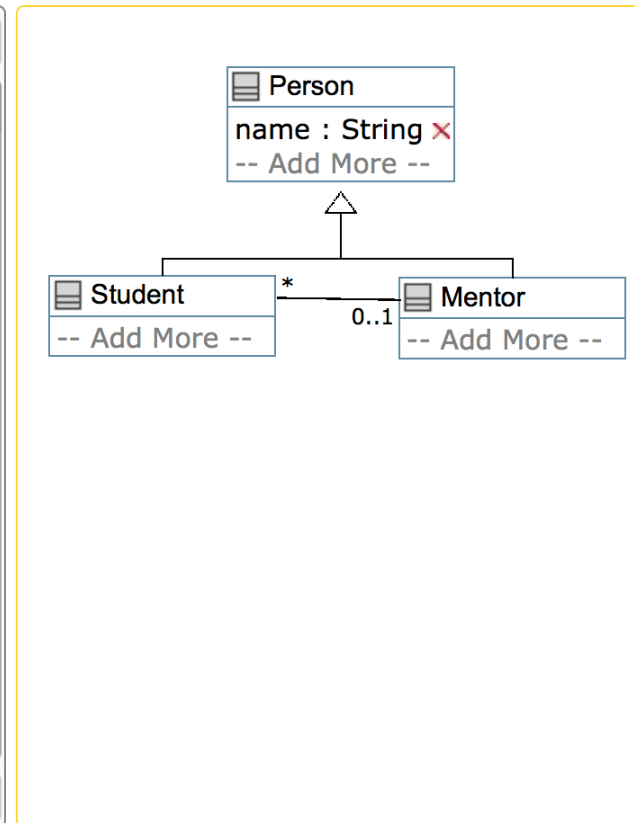 Person
name : String
-- Add More --
Student
*
0..1
Mentor
-- Add More --
-- Add More --